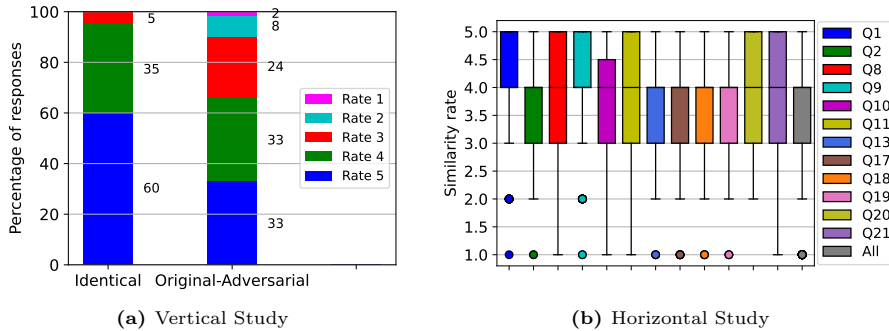 100
80
60
40
20
0
Percentage of responses
5
35
60
2
8
24
33
33
Rate 1
Rate 2
Rate 3
Rate 4
Rate 5
Identical
Original-Adversarial
(a) Vertical Study
5.0
4.5
4.0
3.5
3.0
2.5
2.0
1.5
1.0
Similarity rate
Q1
Q2
Q8
Q9
Q10
Q11
Q13
Q17
Q18
Q19
Q20
Q21
All
(b) Horizontal Study